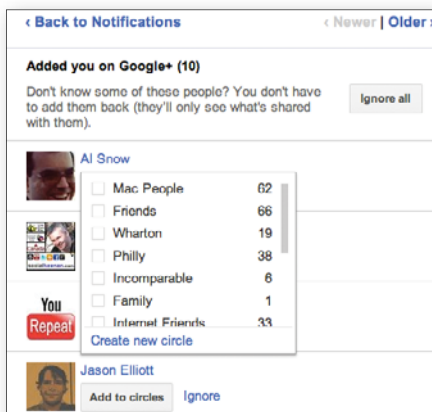 ‹ Back to Notifications ‹ Newer | Older ›
Added you on Google+ (10)
Don't know some of these people? You don't have
to add them back (they'll only see what's shared
with them).
Ignore all
Al Snow
Mac People 62
Friends 66
Wharton 19
Philly 38
Incomparable 6
Family 1
Internet Friends 33
Create new circle
You
Repeat
Jason Elliott
Add to circles Ignore